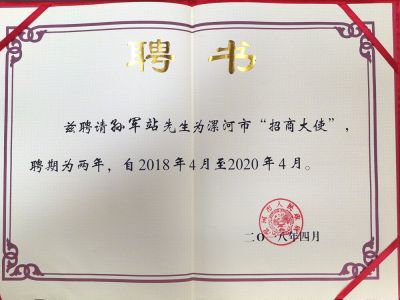 聘书
兹聘请孙军站先生为漯河市“招商大使”，
聘期为两年，自2018年4月至2020年4月。
二〇一八年四月